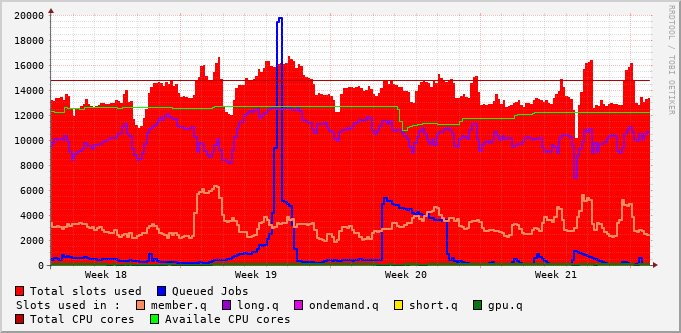 20000
18000
16000
14000
12000
10000
8000
6000
4000
2000
0
Week 18 Week 19 Week 20 Week 21
Total slots used Queued Jobs
Slots used in : member.q long.q ondemand.q short.q gpu.q
Total CPU cores Availale CPU cores
RRDTOOL / TOBI OETIKER